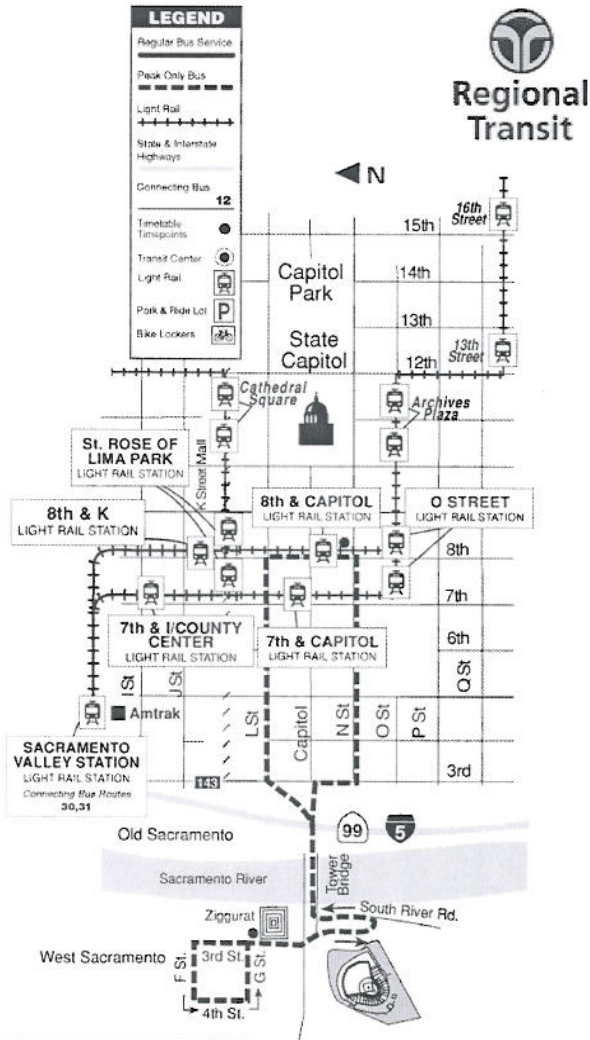 LEGEND
Regular Bus Service
Peak Only Bus
Light Rail
State & Interstate
Highways
Connecting Bus
12
Timetable
Timepoints
Transit Center
Light Rail
Park & Ride Lot
P
Bike Lockers
Regional
Transit
N
16th
Street
15th
Capitol
Park
14th
13th
State
Capitol
13th
Street
12th
Cathedral
Square
Archives
Plaza
St. ROSE OF
LIMA PARK
LIGHT RAIL STATION
K Street Mall
8th & K
LIGHT RAIL STATION
8th & CAPITOL
LIGHT RAIL STATION
O STREET
LIGHT RAIL STATION
8th
7th
7th & I/COUNTY
CENTER
LIGHT RAIL STATION
7th & CAPITOL
LIGHT RAIL STATION
6th
I St
J St
L St
Capitol
N St
O St
P St
Q St
Amtrak
SACRAMENTO
VALLEY STATION
LIGHT RAIL STATION
Connecting Bus Routes
30,31
3rd
143
Old Sacramento
99
5
Sacramento River
Tower
Bridge
Ziggurat
South River Rd.
West Sacramento
F St.
3rd St.
G St.
4th St.